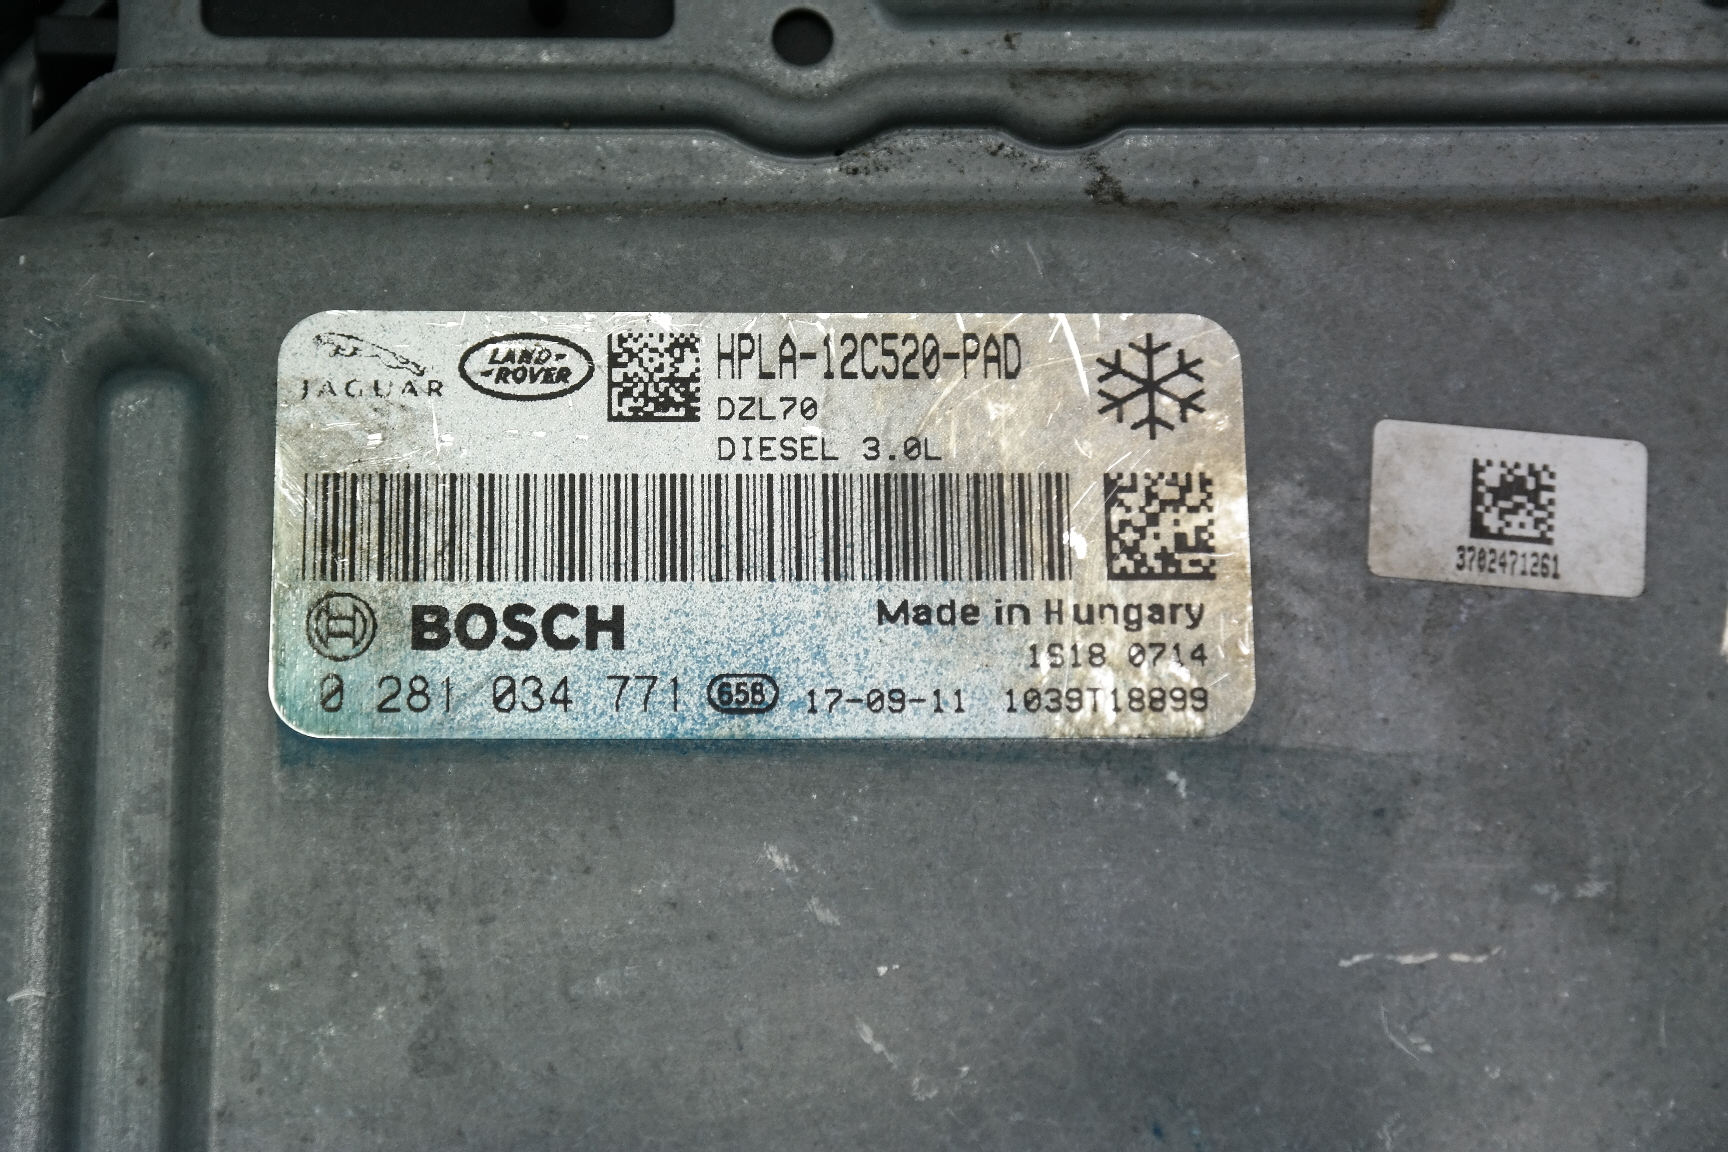 JAGUAR
LAND-
-ROVER
HPLA-12C520-PAD
DZL70
DIESEL 3.0L
BOSCH
Made in Hungary
1S18 0714
0 281 034 771 656 17-09-11 1039T18899
3702471261